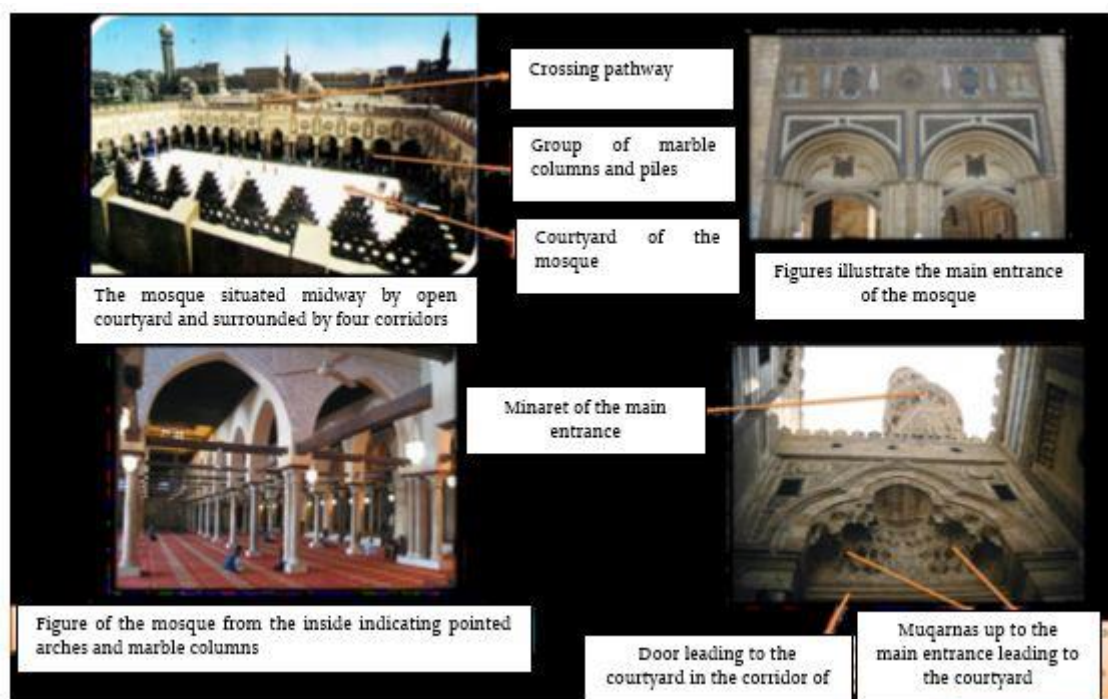 Crossing pathway
Group of marble
columns and piles
Courtyard of the
mosque
The mosque situated midway by open
courtyard and surrounded by four corridors
Figures illustrate the main entrance
of the mosque
Minaret of the main
entrance
Figure of the mosque from the inside indicating pointed
arches and marble columns
Door leading to the
courtyard in the corridor of
Muqarnas up to the
main entrance leading to
the courtyard